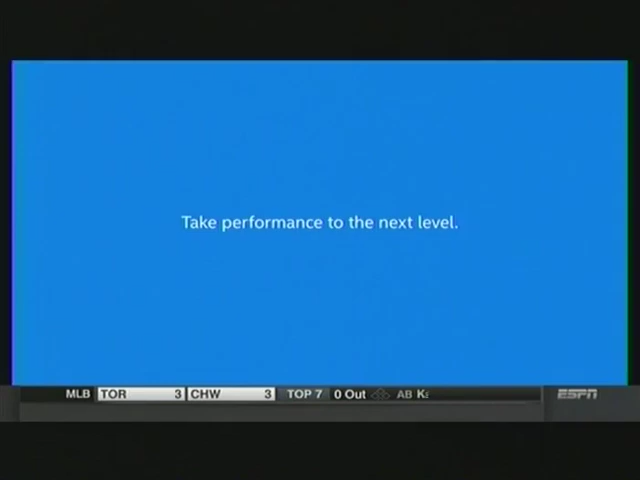 Take performance to the next level.
MLB TOR 3 CHW 3 TOP 7 0 Out AB
ESPN